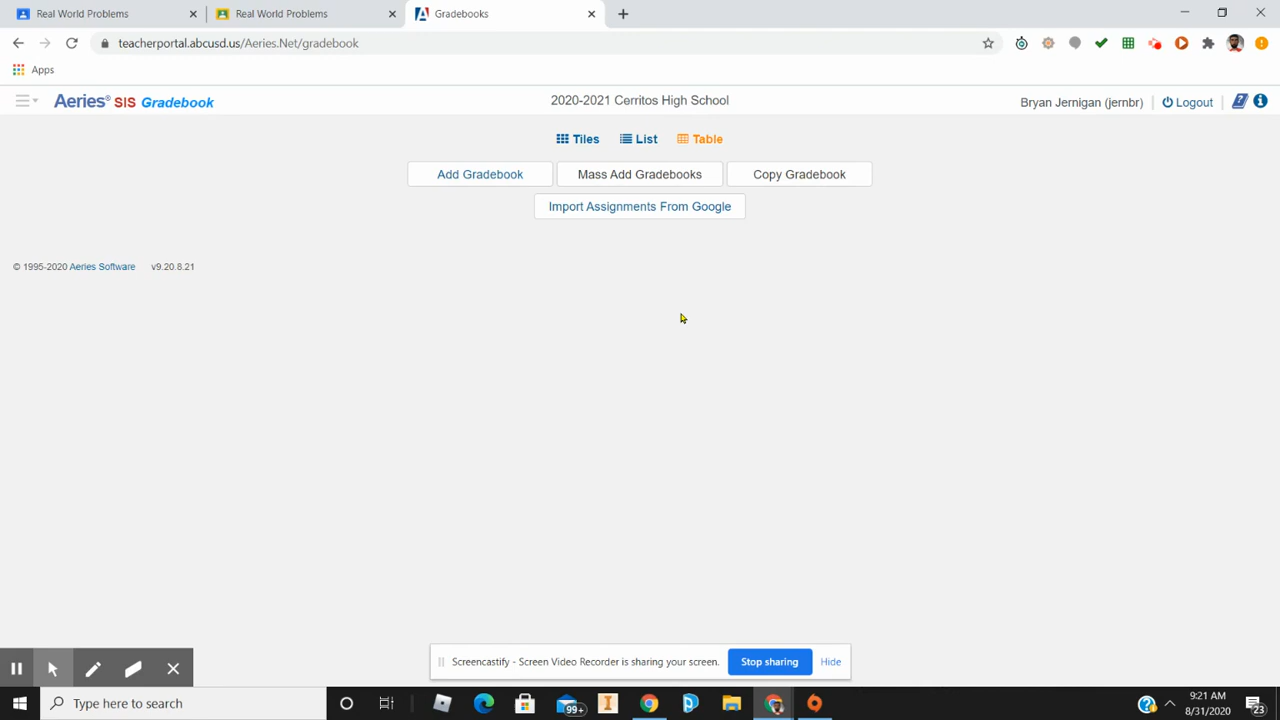 Real World Problems
Real World Problems
Gradebooks
teacherportal.abcusd.us/Aeries.Net/gradebook
Apps
Aeries® SIS Gradebook
2020-2021 Cerritos High School
Bryan Jernigan (jernbr) | Logout
Tiles List Table
Add Gradebook Mass Add Gradebooks Copy Gradebook
Import Assignments From Google
© 1995-2020 Aeries Software v9.20.8.21
Screencastify - Screen Video Recorder is sharing your screen. Stop sharing Hide
Type here to search
99+
9:21 AM
8/31/2020
23